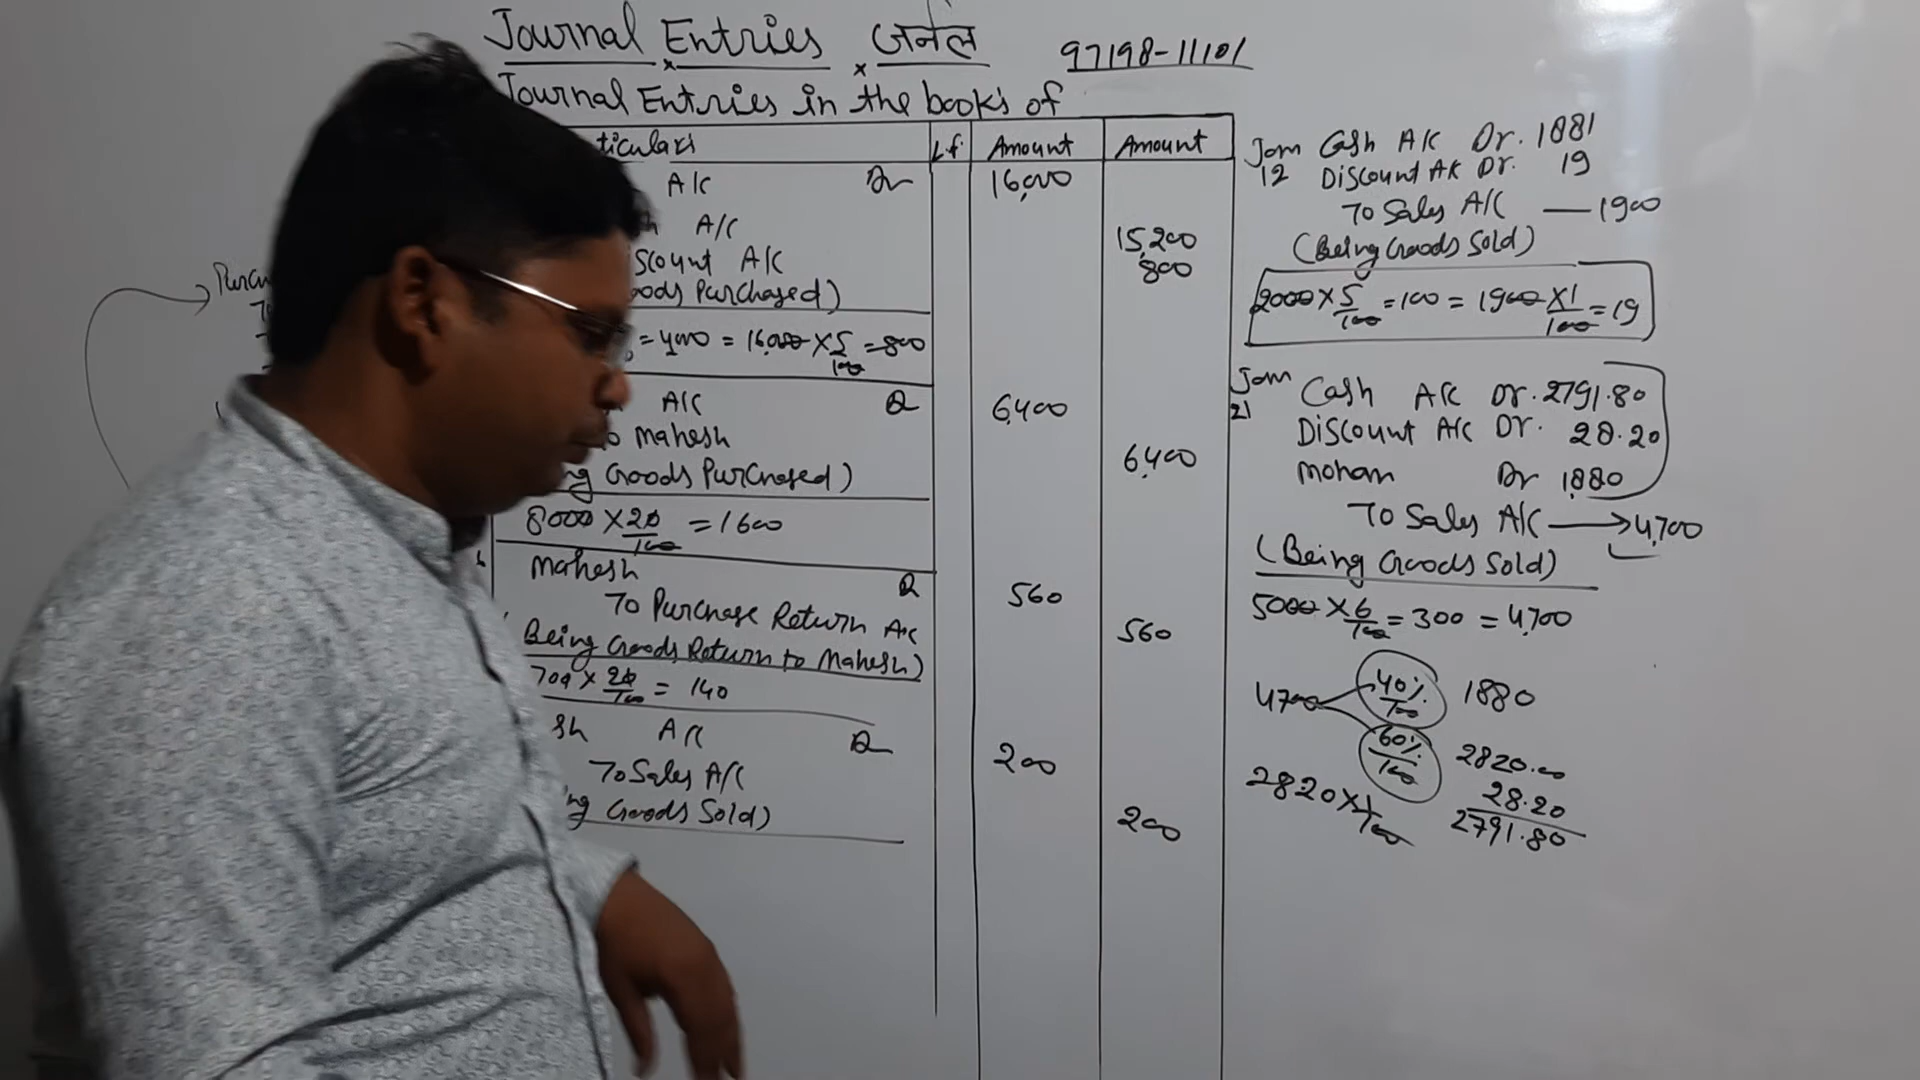 Journal Entries जर्नल 97198-11101
Journal Entries in the books of
ticulars L.f. Amount Amount
A/c Dr 16,000
A/c 15,200
scount A/c 800
oods Purchased)
= 4000 = 16,000 × 5/100 = 800
A/c Dr 6,400
To Mahesh 6,400
ng Goods Purchased)
8000 × 20/100 = 1600
Mahesh Dr 560
To Purchase Return A/c 560
(Being Goods Return to Mahesh)
700 × 20/100 = 140
sh A/c Dr 200
To Sales A/c 200
ng Goods Sold)
Purch
Jan 12 Cash A/c Dr. 1881
Discount A/c Dr. 19
To Sales A/c — 1900
(Being Goods Sold)
2000 × 5/100 = 100 = 1900 × 1/100 = 19
Jan 21 Cash A/c Dr. 2791.80
Discount A/c Dr. 28.20
Mohan Dr 1880
To Sales A/c → 4,700
(Being Goods Sold)
5000 × 6/100 = 300 = 4,700
4700 40%/100 1880
60%/100 2820.00
2820 × 1/100 28.20
2791.80